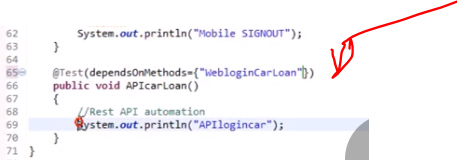 62 System.out.println("Mobile SIGNOUT");
63 }
64
65 @Test(dependsOnMethods={"WebloginCarLoan"})
66 public void APIcarLoan()
67 {
68 //Rest API automation
69 System.out.println("APIlogincar");
70 }
71 }